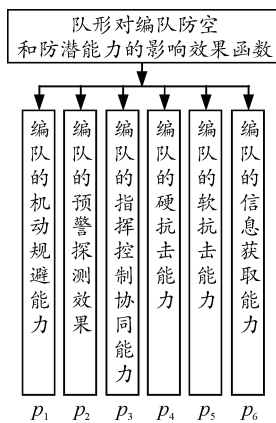 队形对编队防空
和防潜能力的影响效果函数
编队的机动规避能力
编队的预警探测效果
编队的指挥控制协同能力
编队的硬抗击能力
编队的软抗击能力
编队的信息获取能力
p1 p2 p3 p4 p5 p6